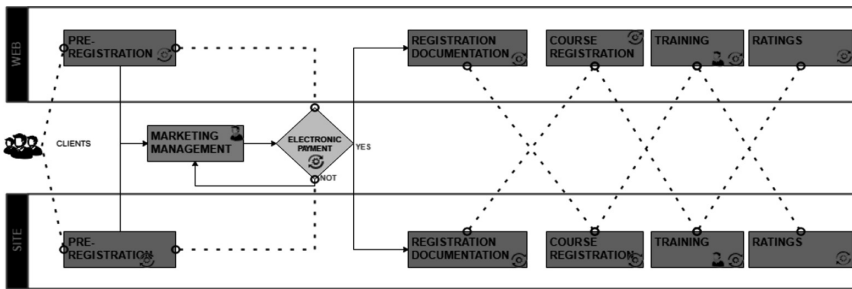 WEB
PRE-
REGISTRATION
REGISTRATION
DOCUMENTATION
COURSE
REGISTRATION
TRAINING
RATINGS
CLIENTS
MARKETING
MANAGEMENT
ELECTRONIC
PAYMENT
YES
NOT
SITE
PRE-
REGISTRATION
REGISTRATION
DOCUMENTATION
COURSE
REGISTRATION
TRAINING
RATINGS